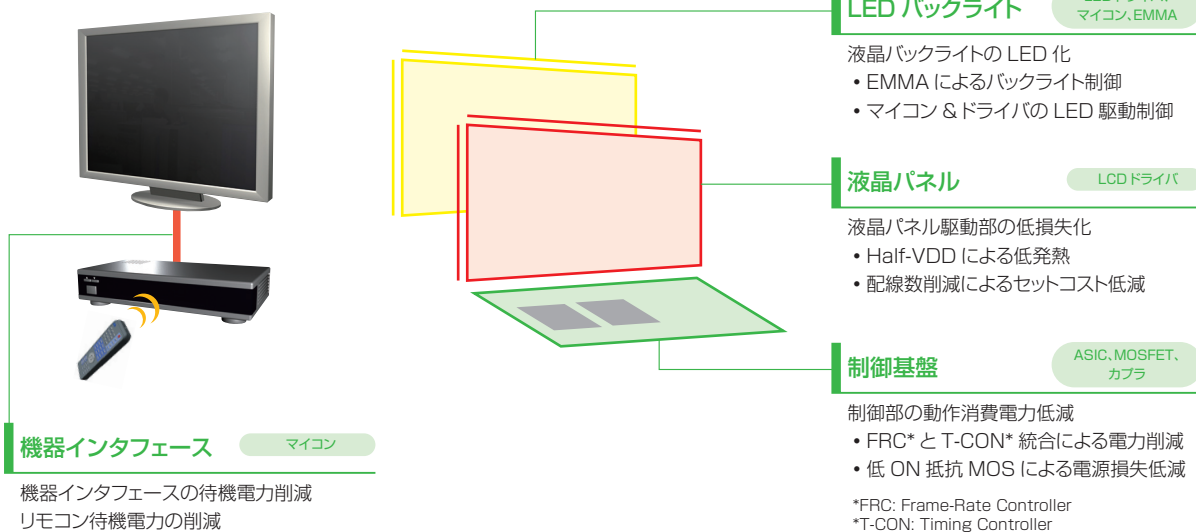 LED バックライト
マイコン、EMMA
液晶バックライトの LED 化
• EMMA によるバックライト制御
• マイコン & ドライバの LED 駆動制御
液晶パネル
LCDドライバ
液晶パネル駆動部の低損失化
• Half-VDD による低発熱
• 配線数削減によるセットコスト低減
制御基盤
ASIC、MOSFET、
カプラ
制御部の動作消費電力低減
• FRC* と T-CON* 統合による電力削減
• 低 ON 抵抗 MOS による電源損失低減
*FRC: Frame-Rate Controller
*T-CON: Timing Controller
機器インタフェース
マイコン
機器インタフェースの待機電力削減
リモコン待機電力の削減